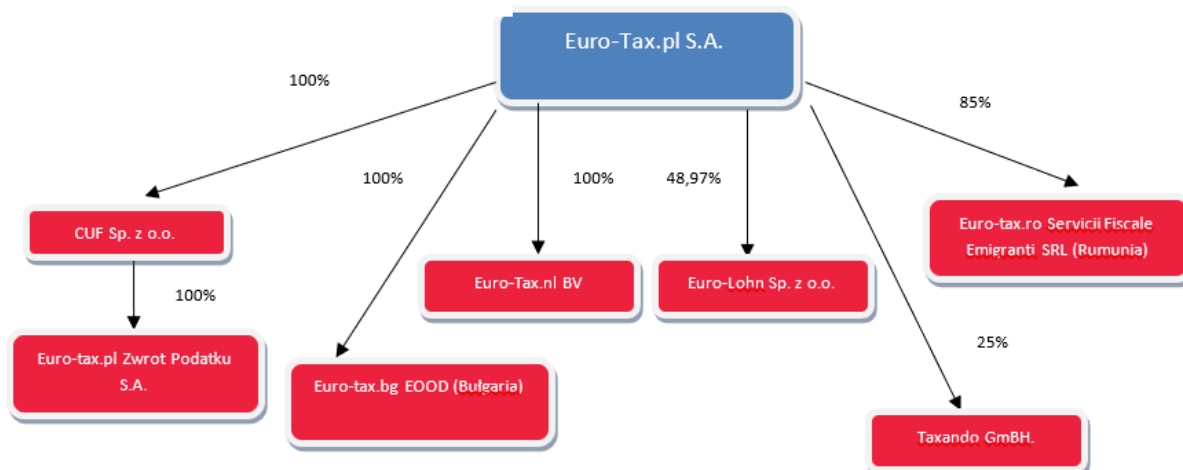 Euro-Tax.pl S.A.
100%
85%
100%
100%
48,97%
CUF Sp. z o.o.
Euro-tax.ro Servicii Fiscale
Emigranti SRL (Rumunia)
Euro-Tax.nl BV
Euro-Lohn Sp. z o.o.
100%
Euro-tax.pl Zwrot Podatku
S.A.
Euro-tax.bg EOOD (Bułgaria)
25%
Taxando GmBH.